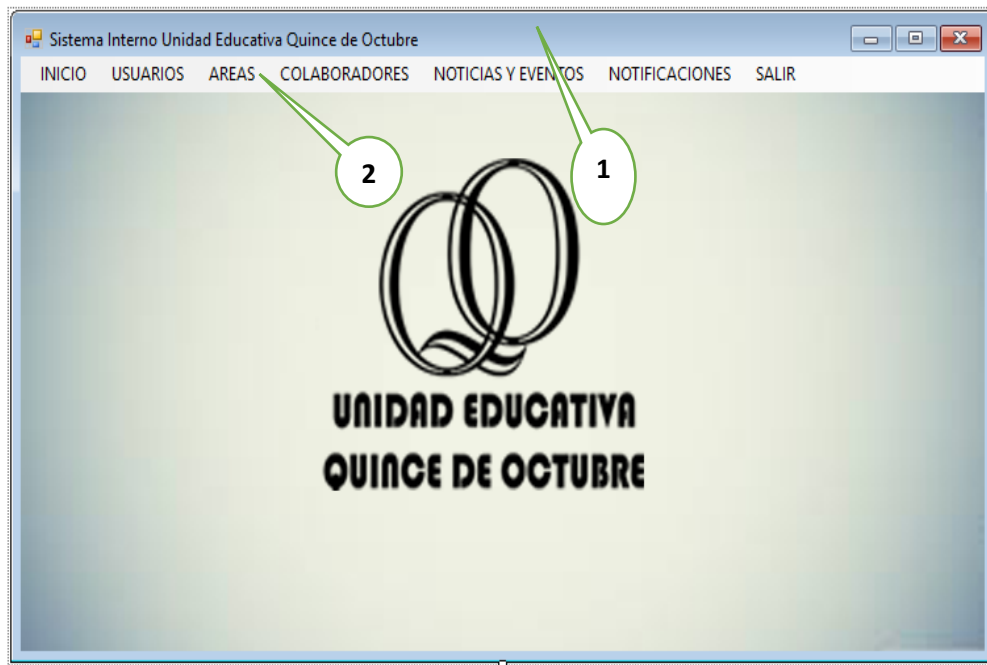 Sistema Interno Unidad Educativa Quince de Octubre
INICIO USUARIOS AREAS COLABORADORES NOTICIAS Y EVENTOS NOTIFICACIONES SALIR
2
1
QO
UNIDAD EDUCATIVA
QUINCE DE OCTUBRE